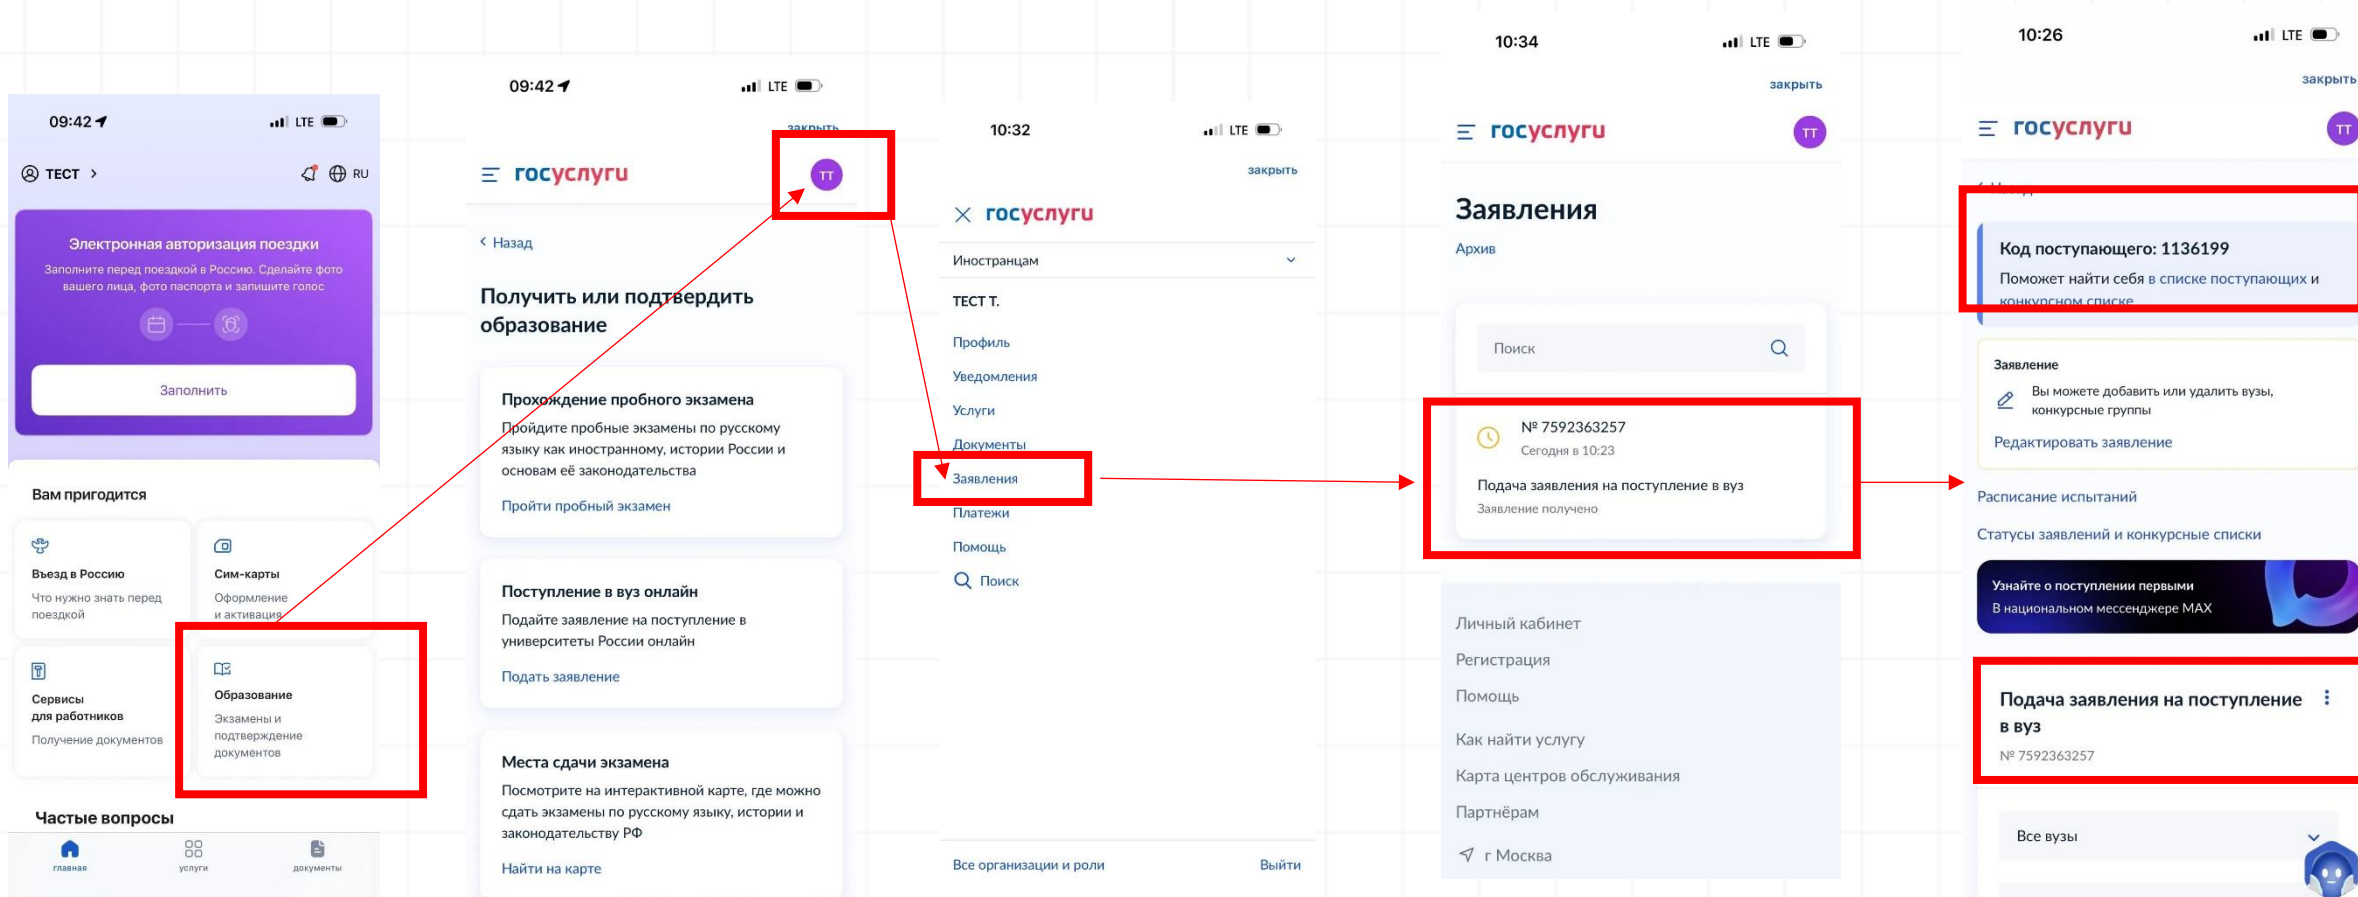 09:42
LTE
ТЕСТ >
RU
Электронная авторизация поездки
Заполните перед поездкой в Россию. Сделайте фото
вашего лица, фото паспорта и запишите голос
Заполнить
Вам пригодится
Въезд в Россию
Что нужно знать перед
поездкой
Сим-карты
Оформление
и активация
Сервисы
для работников
Получение документов
Образование
Экзамены и
подтверждение
документов
Частые вопросы
главная
услуги
документы
09:42
LTE
закрыть
госуслуги
ТТ
Назад
Получить или подтвердить
образование
Прохождение пробного экзамена
Пройдите пробные экзамены по русскому
языку как иностранному, истории России и
основам её законодательства
Пройти пробный экзамен
Поступление в вуз онлайн
Подайте заявление на поступление в
университеты России онлайн
Подать заявление
Места сдачи экзамена
Посмотрите на интерактивной карте, где можно
сдать экзамены по русскому языку, истории и
законодательству РФ
Найти на карте
10:32
LTE
закрыть
госуслуги
Иностранцам
ТЕСТ Т.
Профиль
Уведомления
Услуги
Документы
Заявления
Платежи
Помощь
Поиск
Все организации и роли
Выйти
10:34
LTE
закрыть
госуслуги
ТТ
Заявления
Архив
Поиск
№ 7592363257
Сегодня в 10:23
Подача заявления на поступление в вуз
Заявление получено
Личный кабинет
Регистрация
Помощь
Как найти услугу
Карта центров обслуживания
Партнёрам
г Москва
10:26
LTE
закрыть
госуслуги
ТТ
Код поступающего: 1136199
Поможет найти себя в списке поступающих и
конкурсном списке
Заявление
Вы можете добавить или удалить вузы,
конкурсные группы
Редактировать заявление
Расписание испытаний
Статусы заявлений и конкурсные списки
Узнайте о поступлении первыми
В национальном мессенджере MAX
Подача заявления на поступление
в вуз
№ 7592363257
Все вузы